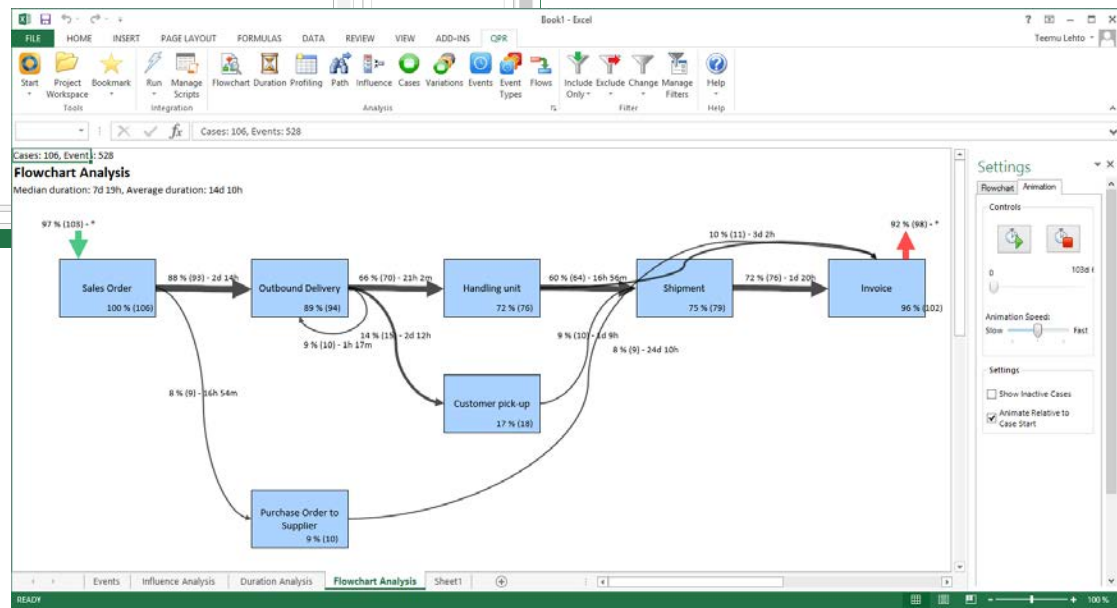 Book1 - Excel
FILE HOME INSERT PAGE LAYOUT FORMULAS DATA REVIEW VIEW ADD-INS QPR
Teemu Lehto
Start Project Workspace Bookmark Run Manage Scripts Flowchart Duration Profiling Path Influence Cases Variations Events Event Types Flows Include Only Exclude Change Manage Filters Help
Tools Integration Analysis Filter Help
fx Cases: 106, Events: 528
Cases: 106, Events: 528
Flowchart Analysis
Median duration: 7d 19h, Average duration: 14d 10h
97 % (103) - *
92 % (98) - *
10 % (11) - 3d 2h
88 % (93) - 2d 14h
66 % (70) - 21h 2m
60 % (64) - 16h 56m
72 % (76) - 1d 20h
Sales Order
100 % (106)
Outbound Delivery
89 % (94)
Handling unit
72 % (76)
Shipment
75 % (79)
Invoice
96 % (102)
14 % (15) - 2d 12h
9 % (10) - 1h 17m
9 % (10) - 1d 9h
8 % (9) - 24d 10h
8 % (9) - 16h 54m
Customer pick-up
17 % (18)
Purchase Order to
Supplier
9 % (10)
Settings
Flowchart Animation
Controls
0 103d
Animation Speed:
Slow Fast
Settings
Show Inactive Cases
Animate Relative to
Case Start
Events Influence Analysis Duration Analysis Flowchart Analysis Sheet1
READY 100 %